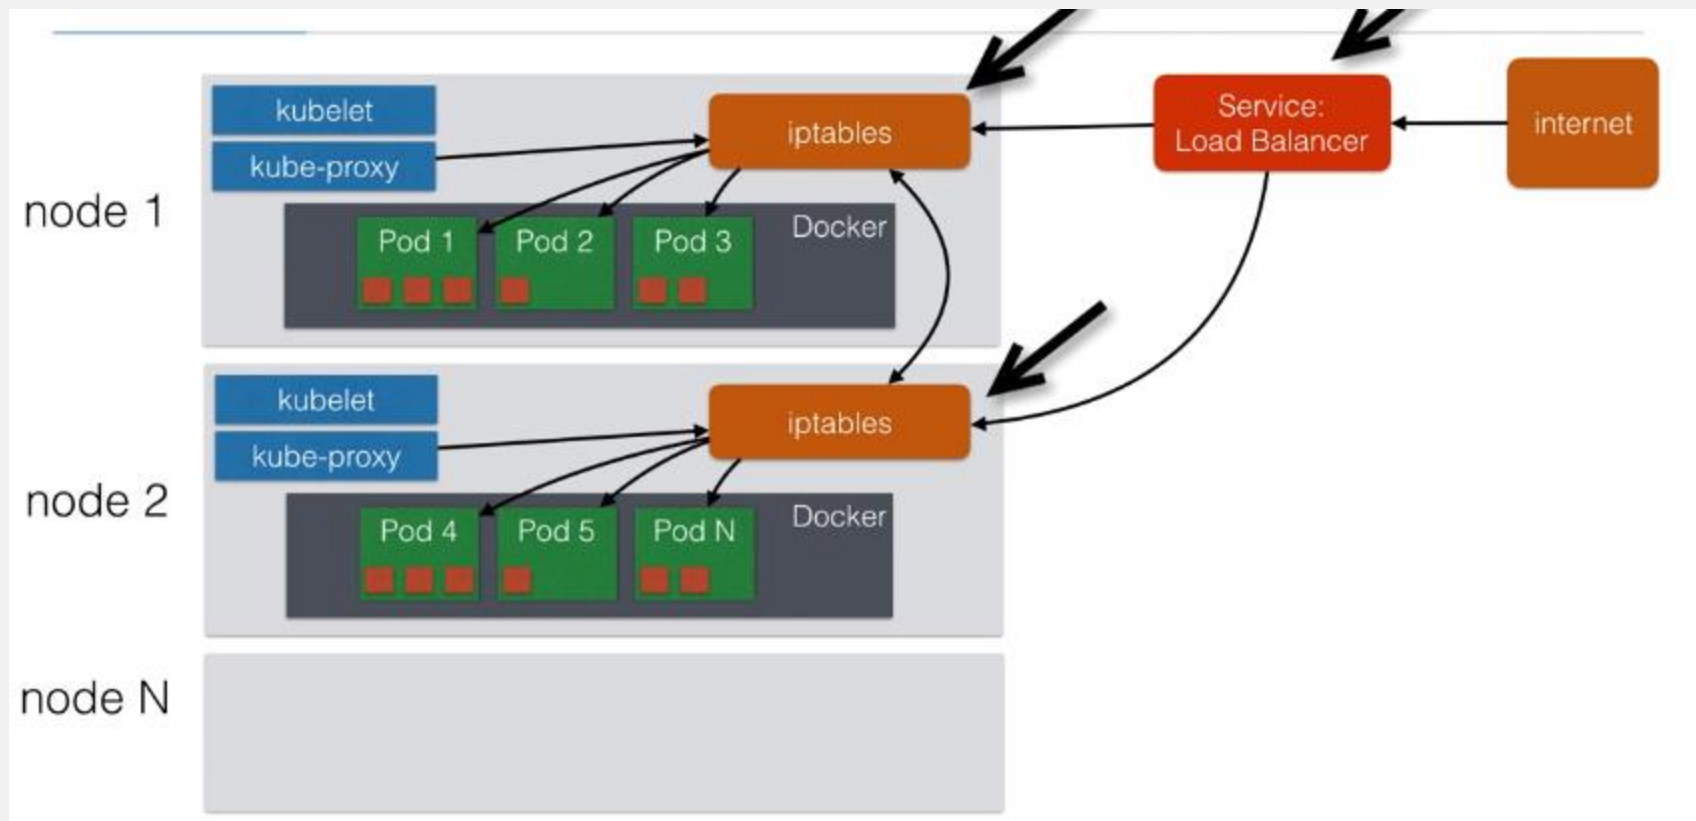 node 1
kubelet
kube-proxy
iptables
Docker
Pod 1
Pod 2
Pod 3
Service:
Load Balancer
internet
node 2
kubelet
kube-proxy
iptables
Docker
Pod 4
Pod 5
Pod N
node N